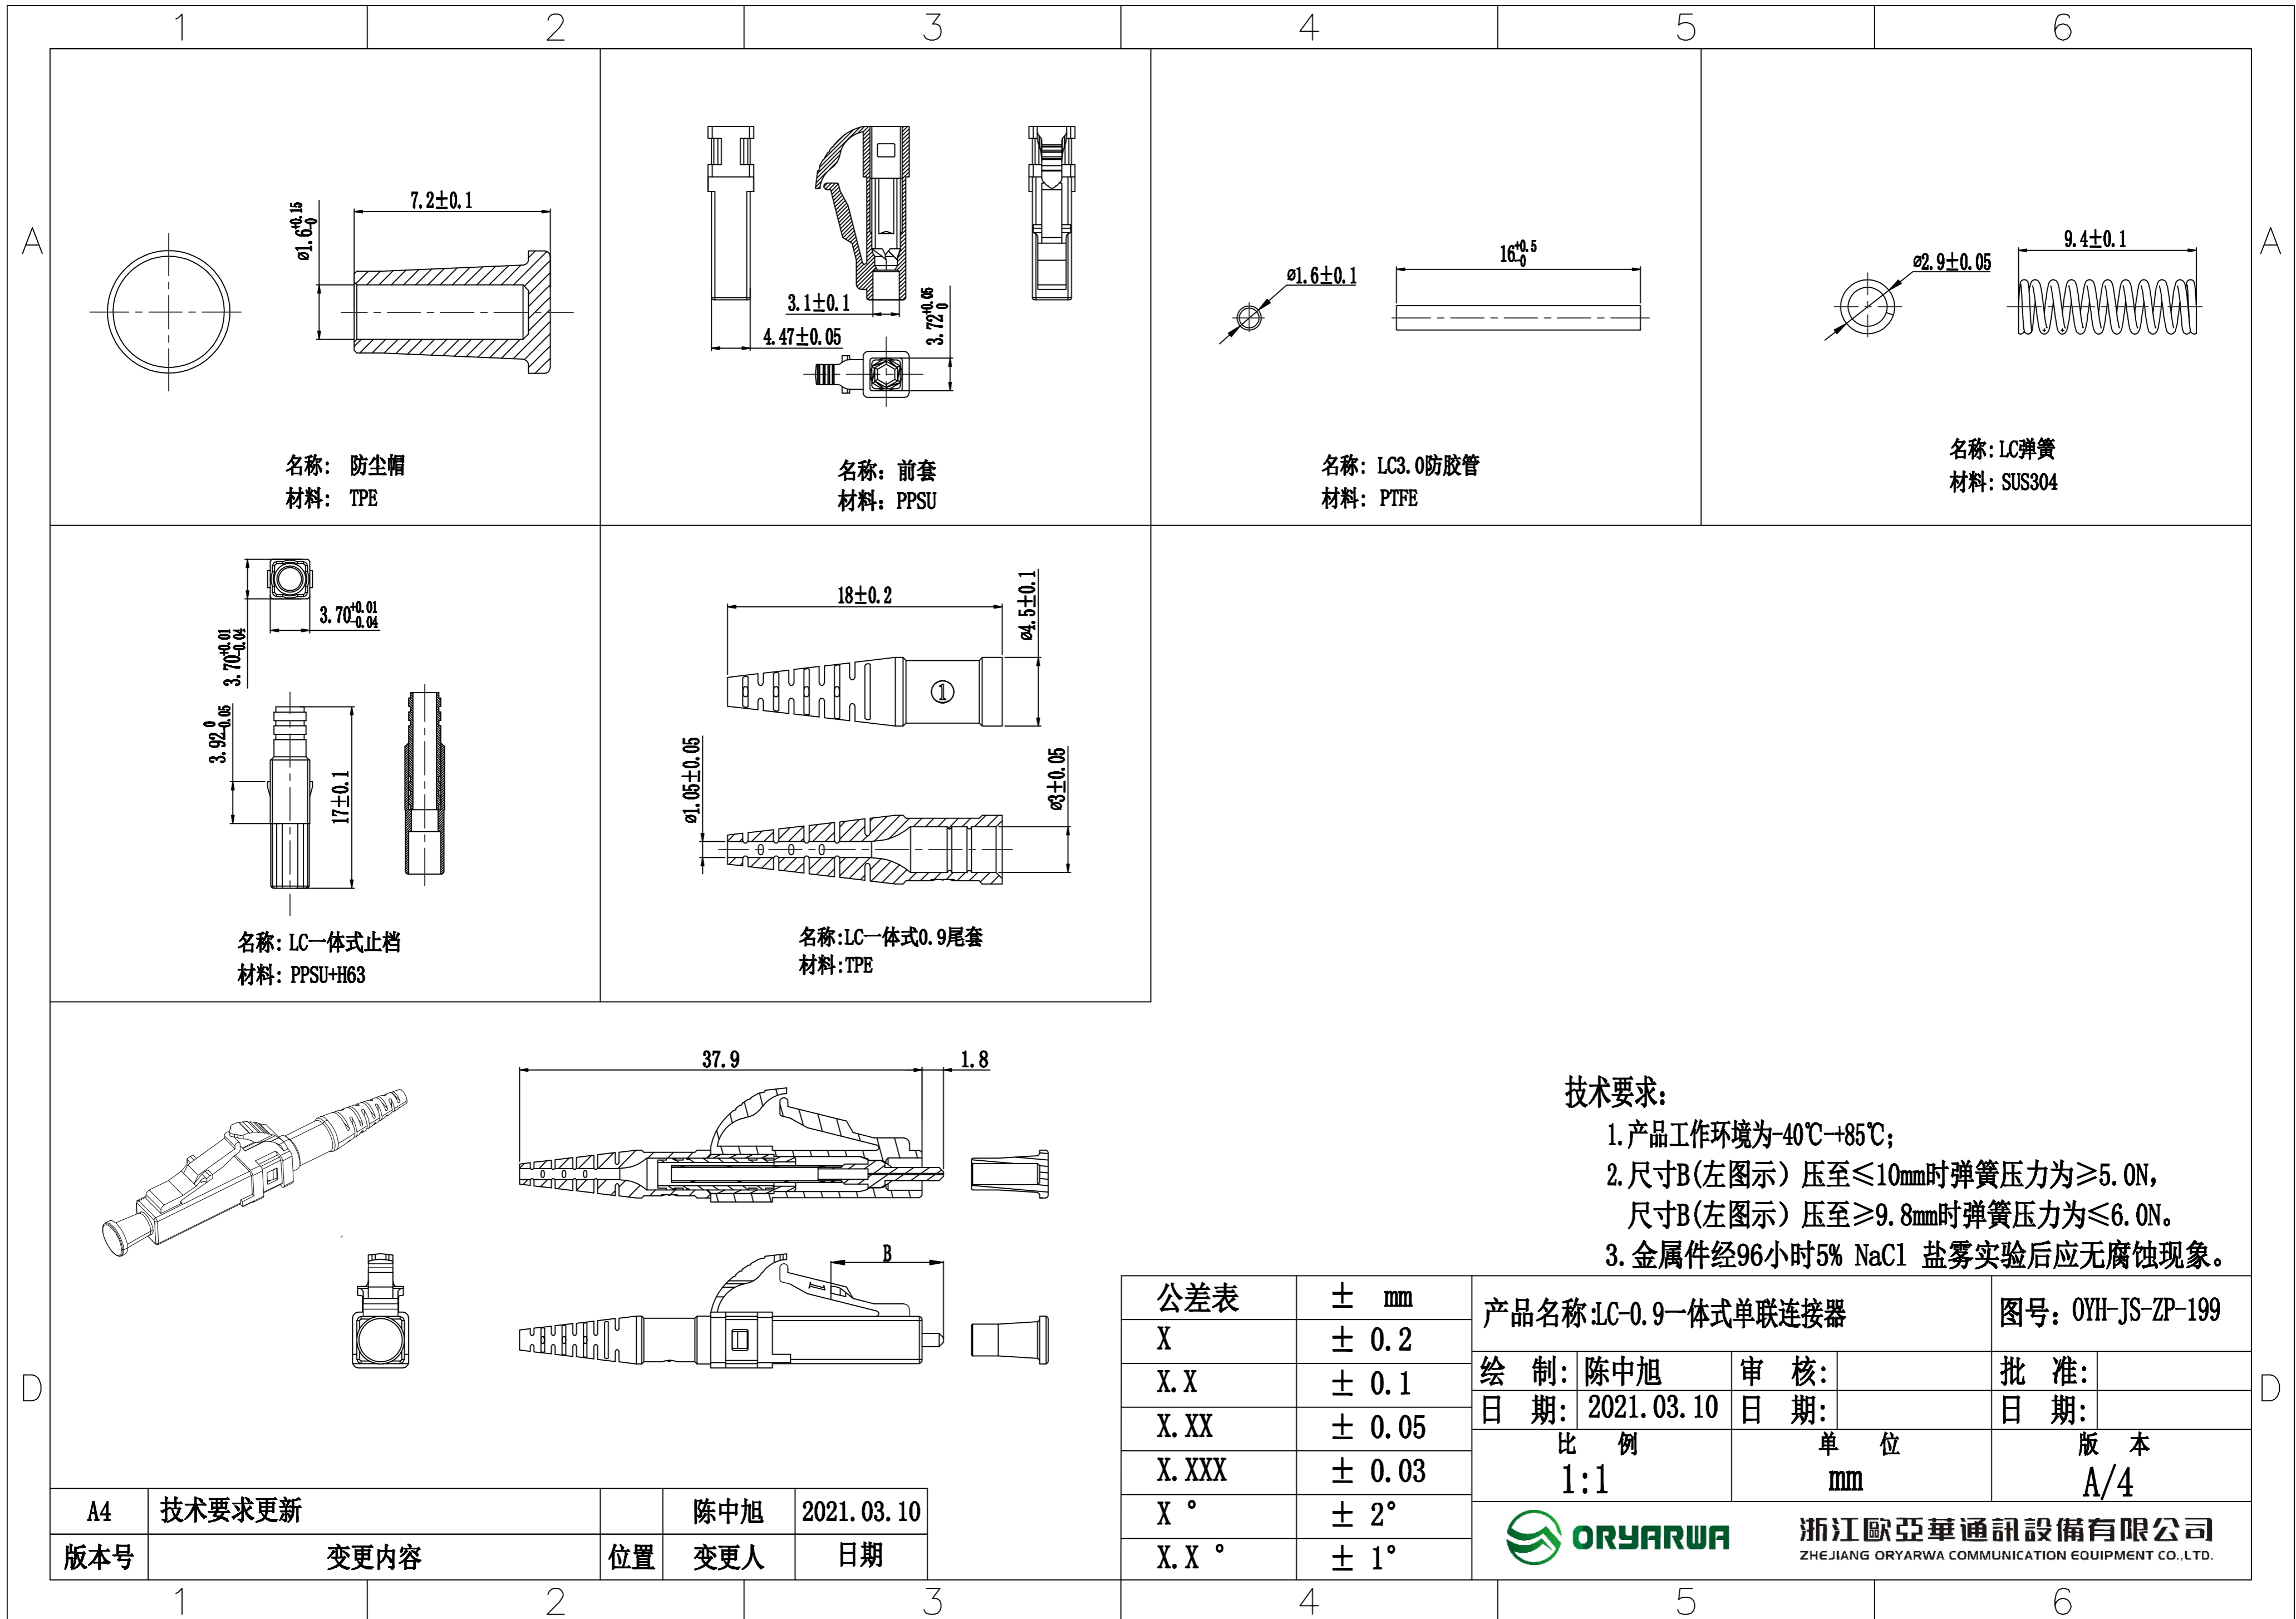 1 2 3 4 5 6
A A
7.2±0.1
ø1.6+0.15-0
名称: 防尘帽
材料: TPE
3.1±0.1
4.47±0.05
3.72+0.05 0
名称: 前套
材料: PPSU
ø1.6±0.1
16+0.5-0
名称: LC3.0防胶管
材料: PTFE
ø2.9±0.05
9.4±0.1
名称: LC弹簧
材料: SUS304
3.70+0.01-0.04
3.70+0.01-0.04
3.92 0-0.05
17±0.1
名称: LC一体式止档
材料: PPSU+H63
18±0.2
ø4.5±0.1
①
ø1.05±0.05
ø3±0.05
名称:LC一体式0.9尾套
材料:TPE
37.9
1.8
B
技术要求:
1.产品工作环境为-40℃→+85℃;
2.尺寸B(左图示）压至≤10mm时弹簧压力为≥5.0N,
尺寸B(左图示）压至≥9.8mm时弹簧压力为≤6.0N。
3.金属件经96小时5% NaCl 盐雾实验后应无腐蚀现象。
公差表 ± mm
X ± 0.2
X.X ± 0.1
X.XX ± 0.05
X.XXX ± 0.03
X ° ± 2°
X.X ° ± 1°
产品名称:LC-0.9一体式单联连接器
图号: OYH-JS-ZP-199
绘 制: 陈中旭 审 核: 批 准:
日 期: 2021.03.10 日 期: 日 期:
比 例 单 位 版 本
1:1 mm A/4
ORYARWA
浙江歐亞華通訊設備有限公司
ZHEJIANG ORYARWA COMMUNICATION EQUIPMENT CO.,LTD.
D D
A4 技术要求更新 陈中旭 2021.03.10
版本号 变更内容 位置 变更人 日期
1 2 3 4 5 6